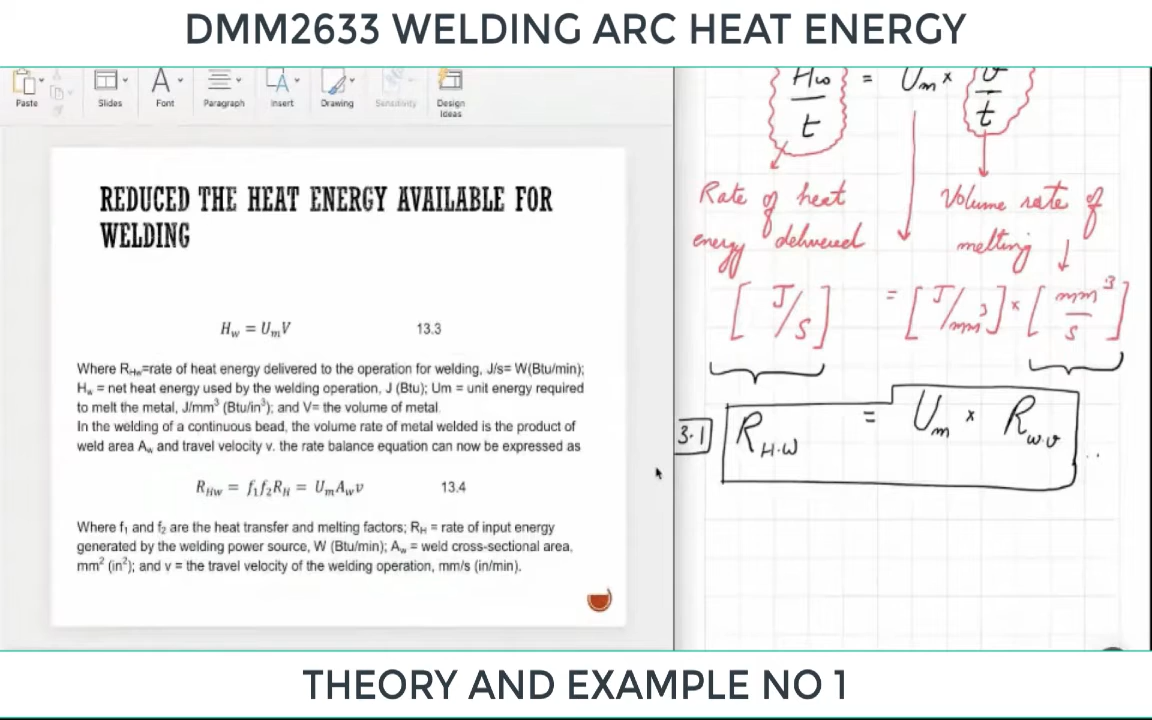 DMM2633 WELDING ARC HEAT ENERGY
Paste
Slides
Font
Paragraph
Insert
Drawing
Sensitivity
Design
Ideas
REDUCED THE HEAT ENERGY AVAILABLE FOR
WELDING
H_w = U_mV 13.3
Where R_Hw=rate of heat energy delivered to the operation for welding, J/s= W(Btu/min);
H_w = net heat energy used by the welding operation, J (Btu); Um = unit energy required
to melt the metal, J/mm³ (Btu/in³); and V= the volume of metal.
In the welding of a continuous bead, the volume rate of metal welded is the product of
weld area A_w and travel velocity v. the rate balance equation can now be expressed as
R_Hw = f₁f₂R_H = U_mA_wv 13.4
Where f₁ and f₂ are the heat transfer and melting factors; R_H = rate of input energy
generated by the welding power source, W (Btu/min); A_w = weld cross-sectional area,
mm² (in²); and v = the travel velocity of the welding operation, mm/s (in/min).
Hw/t = Um × v/t
Rate of heat
energy delivered
Volume rate of
melting
[J/s] = [J/mm³] × [mm³/s]
3.1 R_H.W = U_m × R_w.v ..
THEORY AND EXAMPLE NO 1